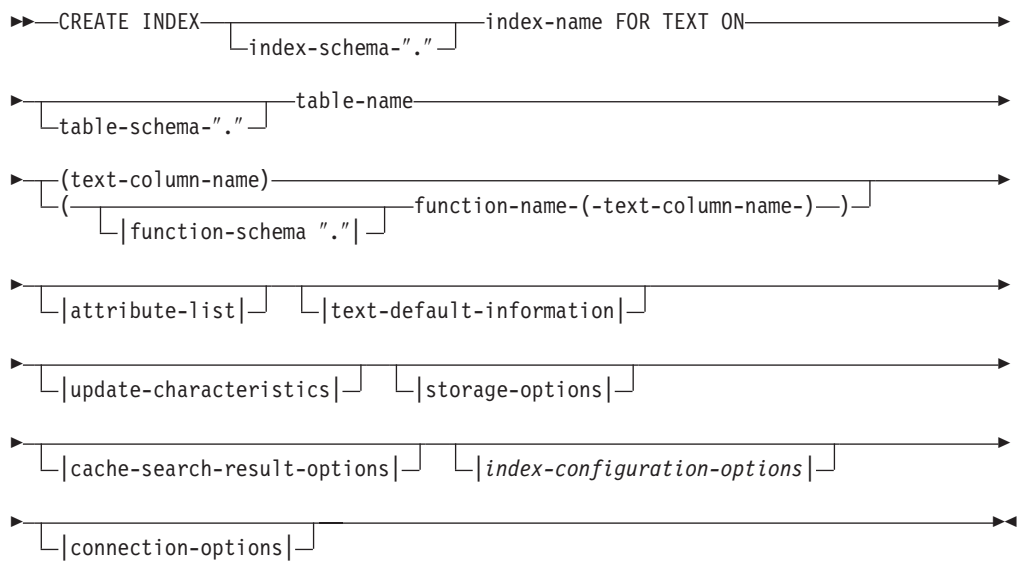 CREATE INDEX index-name FOR TEXT ON
index-schema-"."
table-name
table-schema-"."
(text-column-name)
( function-name-(-text-column-name-) )
|function-schema "."|
|attribute-list| |text-default-information|
|update-characteristics| |storage-options|
|cache-search-result-options| |index-configuration-options|
|connection-options|